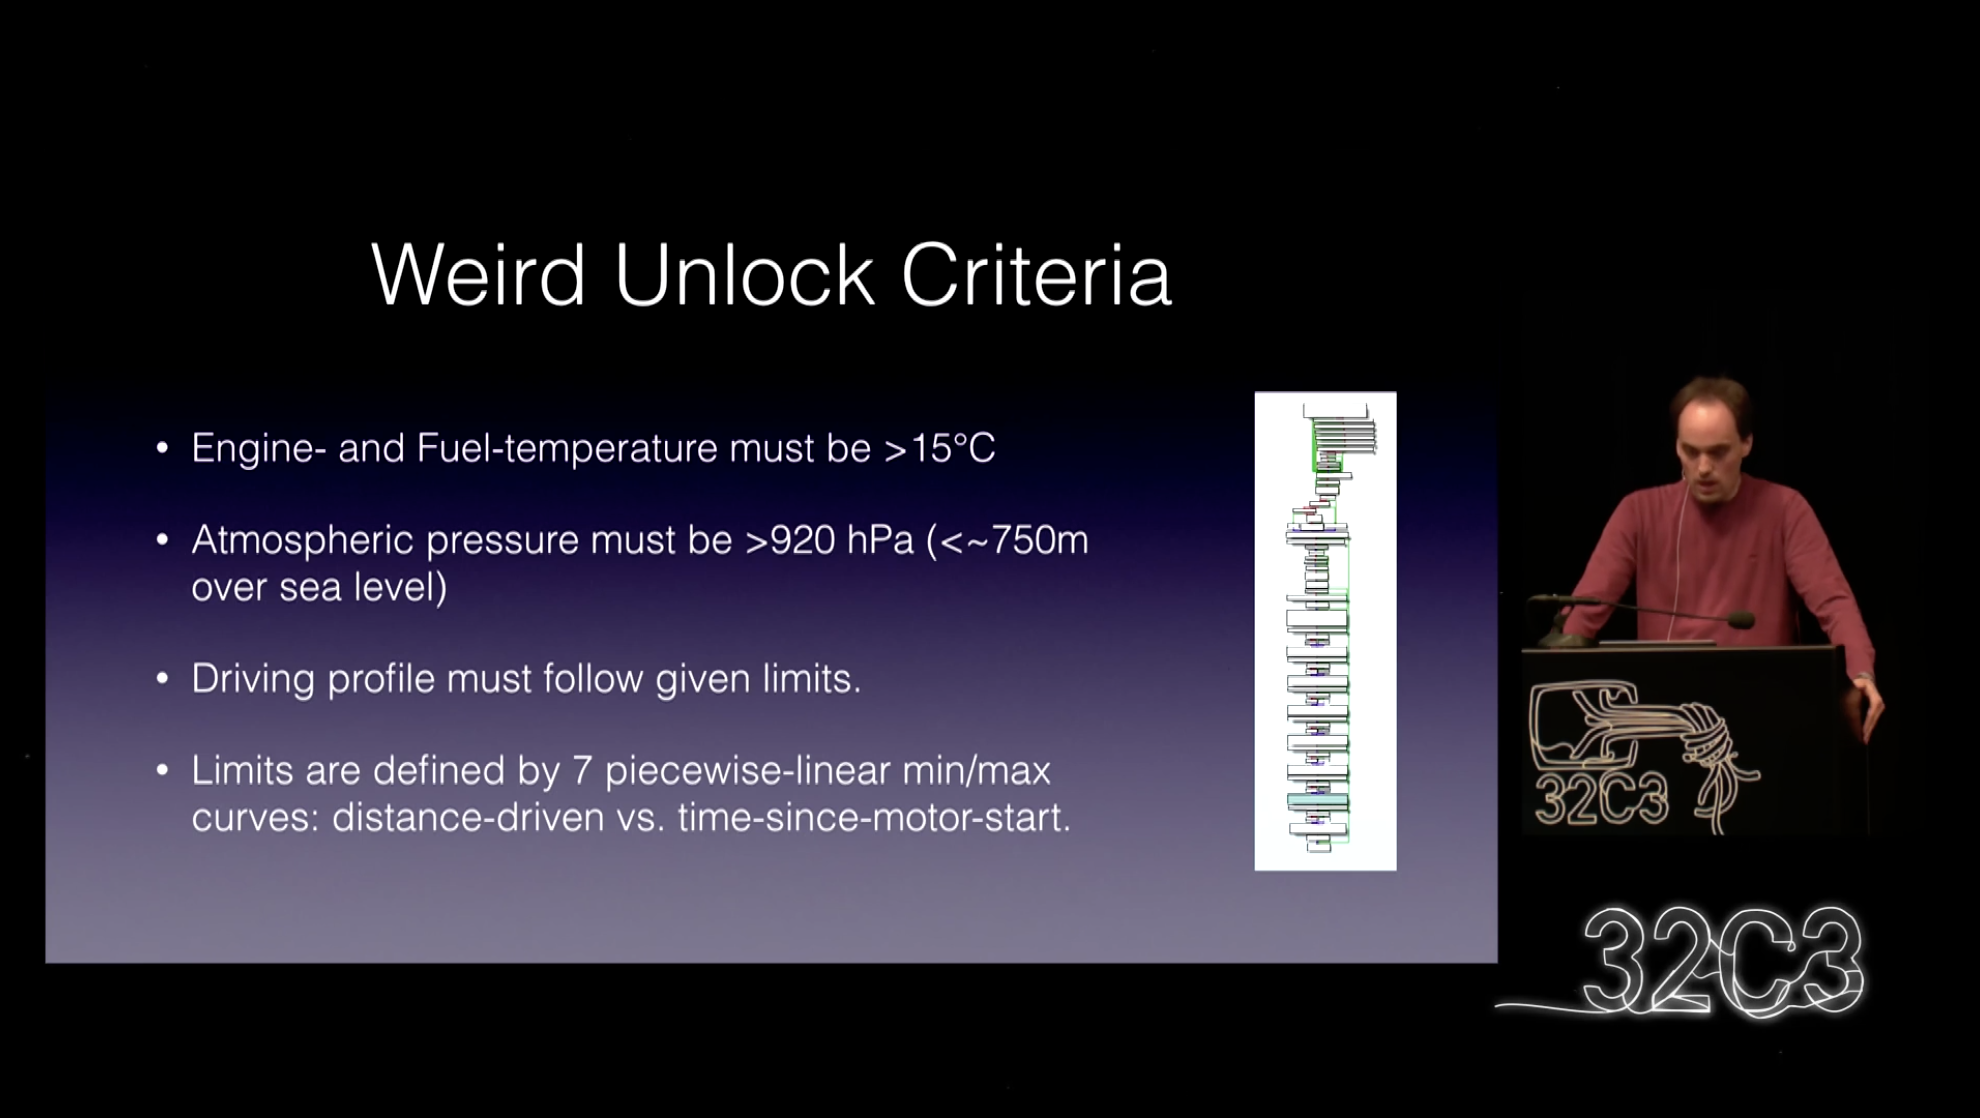 Weird Unlock Criteria
• Engine- and Fuel-temperature must be >15°C
• Atmospheric pressure must be >920 hPa (<~750m
over sea level)
• Driving profile must follow given limits.
• Limits are defined by 7 piecewise-linear min/max
curves: distance-driven vs. time-since-motor-start.
32C3
32C3